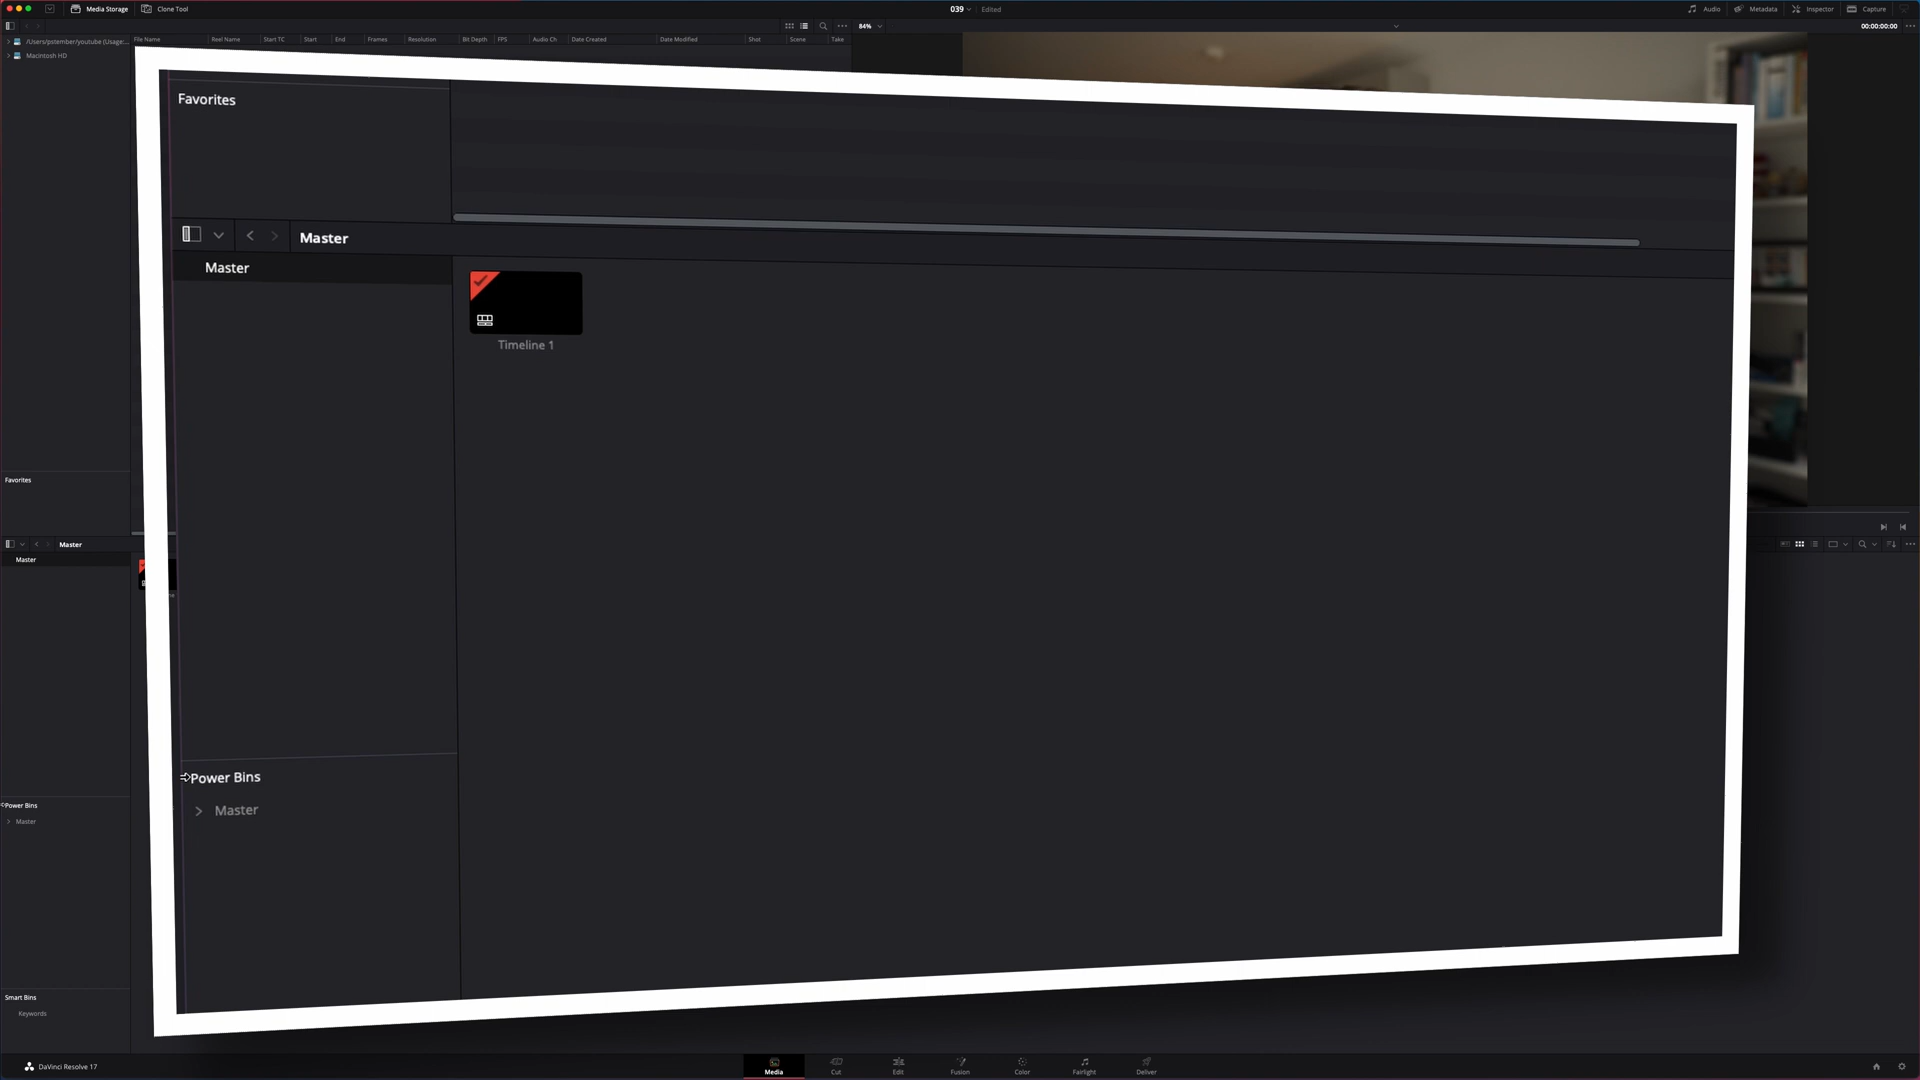 Media Storage
Clone Tool
039
Edited
Audio
Metadata
Inspector
Capture
84%
00:00:00:00
File Name
Reel Name
Start TC
Start
End
Frames
Resolution
Bit Depth
FPS
Audio Ch
Date Created
Date Modified
Shot
Scene
Take
/Users/pstember/youtube (Usage:...
Macintosh HD
Favorites
Master
Master
Timeline 1
Power Bins
Master
Favorites
Master
Master
Power Bins
Master
Smart Bins
Keywords
DaVinci Resolve 17
Media
Cut
Edit
Fusion
Color
Fairlight
Deliver